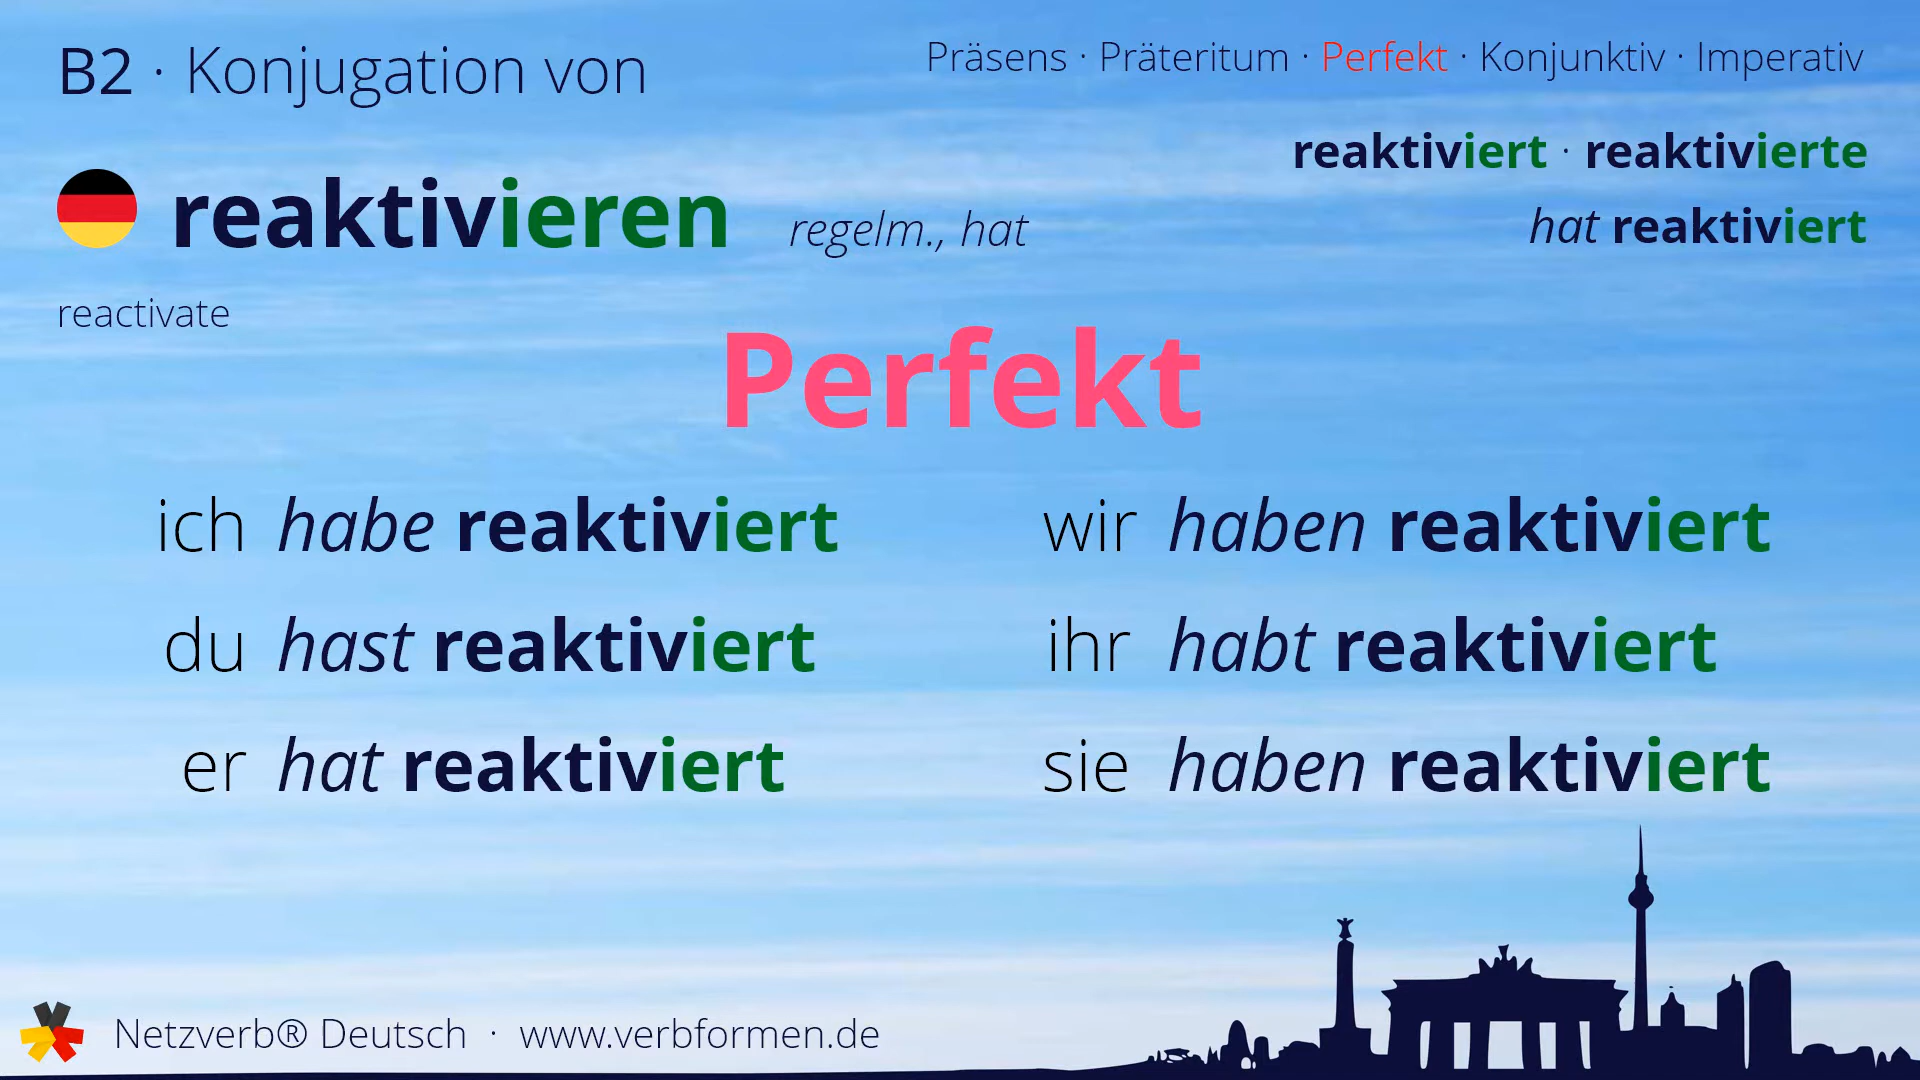 B2 · Konjugation von
Präsens · Präteritum · Perfekt · Konjunktiv · Imperativ
reaktivieren regelm., hat
reaktiviert · reaktivierte
hat reaktiviert
reactivate
Perfekt
ich habe reaktiviert
du hast reaktiviert
er hat reaktiviert
wir haben reaktiviert
ihr habt reaktiviert
sie haben reaktiviert
Netzverb® Deutsch · www.verbformen.de